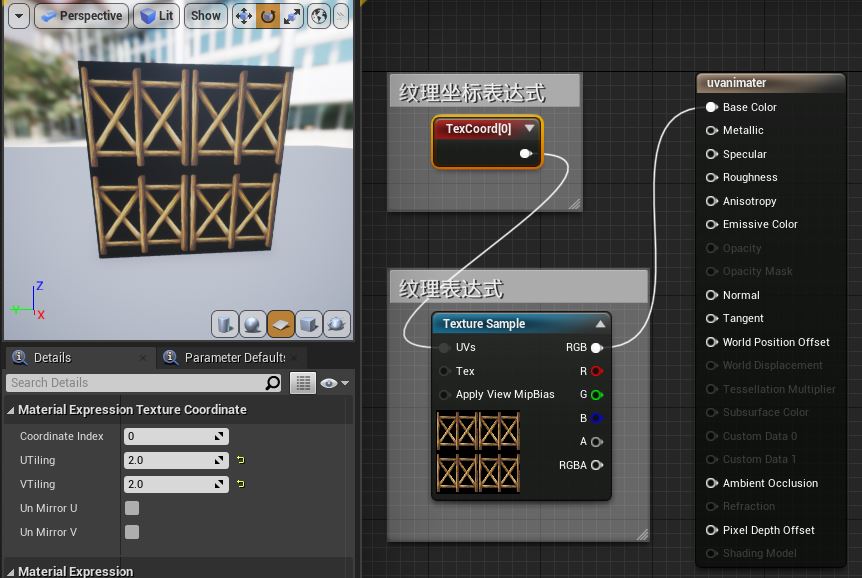 Perspective
Lit
Show
Z
Y
X
Details
Parameter Defaults
Search Details
Material Expression Texture Coordinate
Coordinate Index
0
UTiling
2.0
VTiling
2.0
Un Mirror U
Un Mirror V
Material Expression
纹理坐标表达式
TexCoord[0]
纹理表达式
Texture Sample
UVs
RGB
Tex
R
Apply View MipBias
G
B
A
RGBA
uvanimater
Base Color
Metallic
Specular
Roughness
Anisotropy
Emissive Color
Opacity
Opacity Mask
Normal
Tangent
World Position Offset
World Displacement
Tessellation Multiplier
Subsurface Color
Custom Data 0
Custom Data 1
Ambient Occlusion
Refraction
Pixel Depth Offset
Shading Model